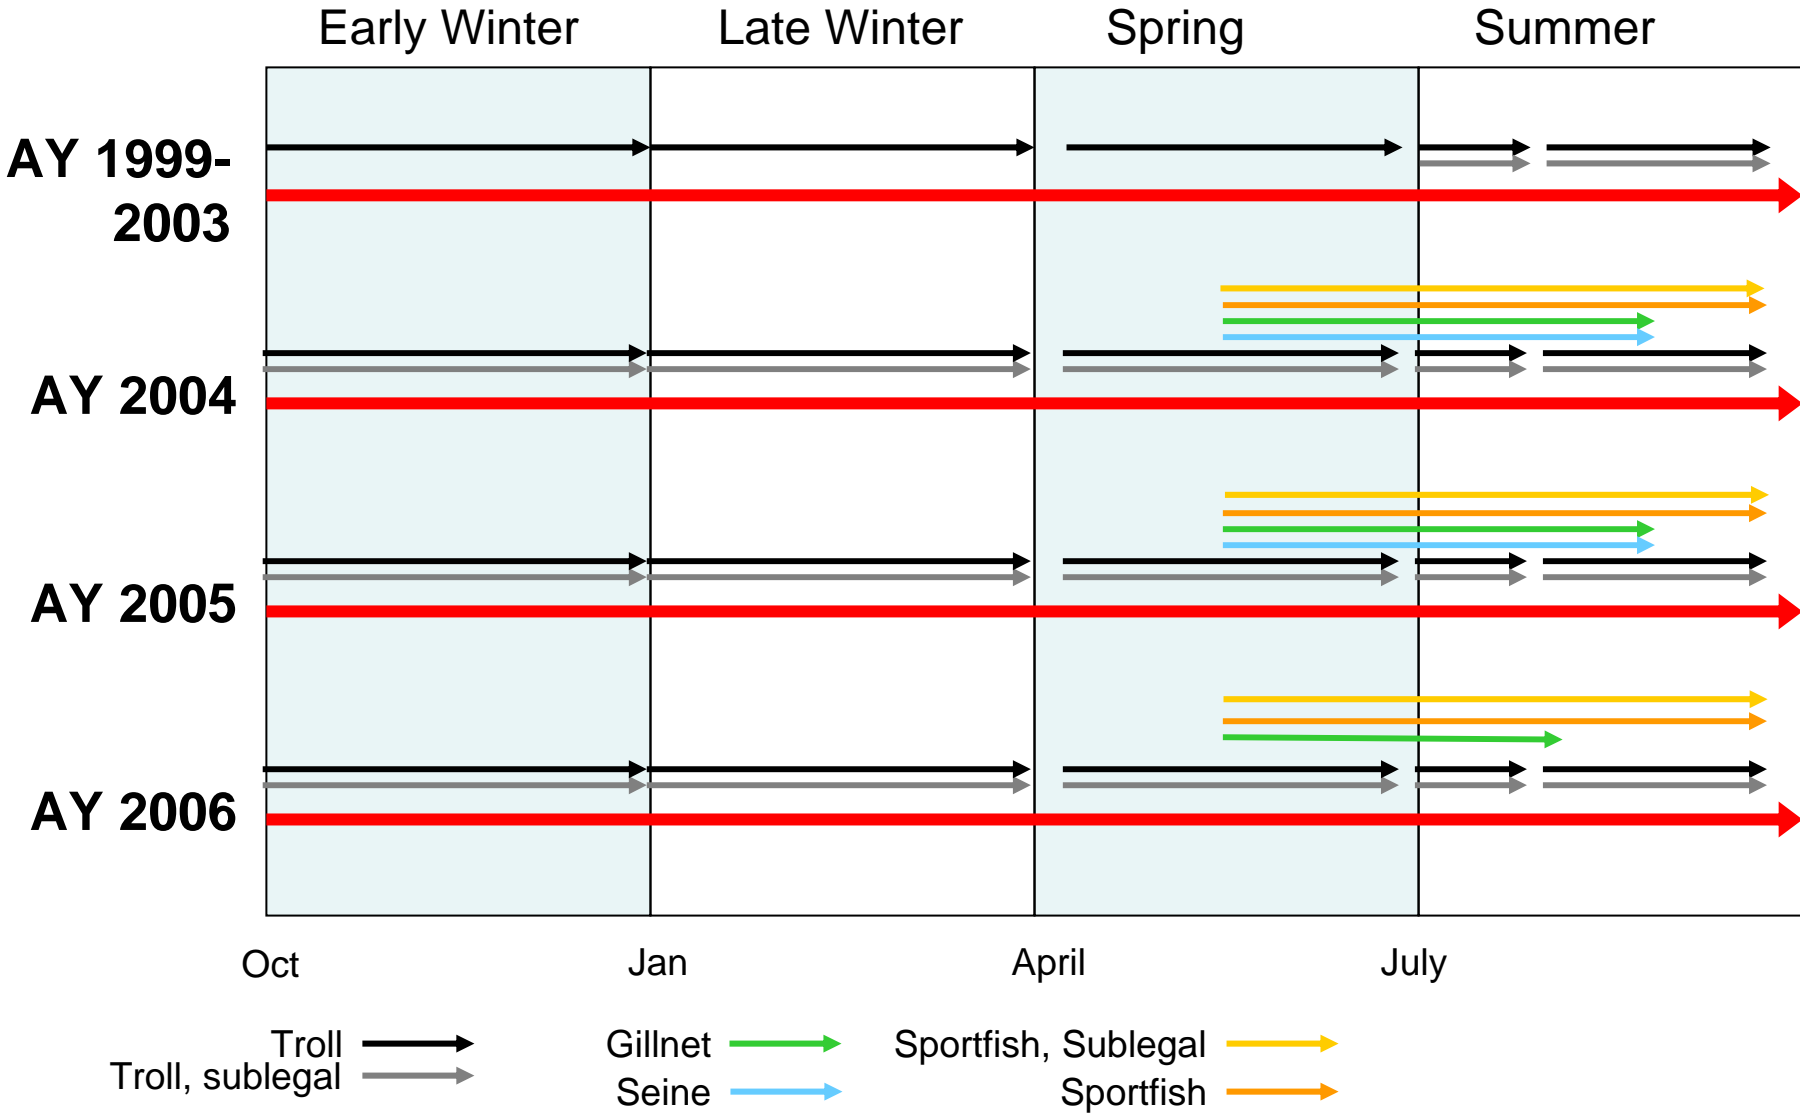 Early Winter
Late Winter
Spring
Summer
AY 1999-
2003
AY 2004
AY 2005
AY 2006
Oct
Jan
April
July
Troll
Troll, sublegal
Gillnet
Seine
Sportfish, Sublegal
Sportfish